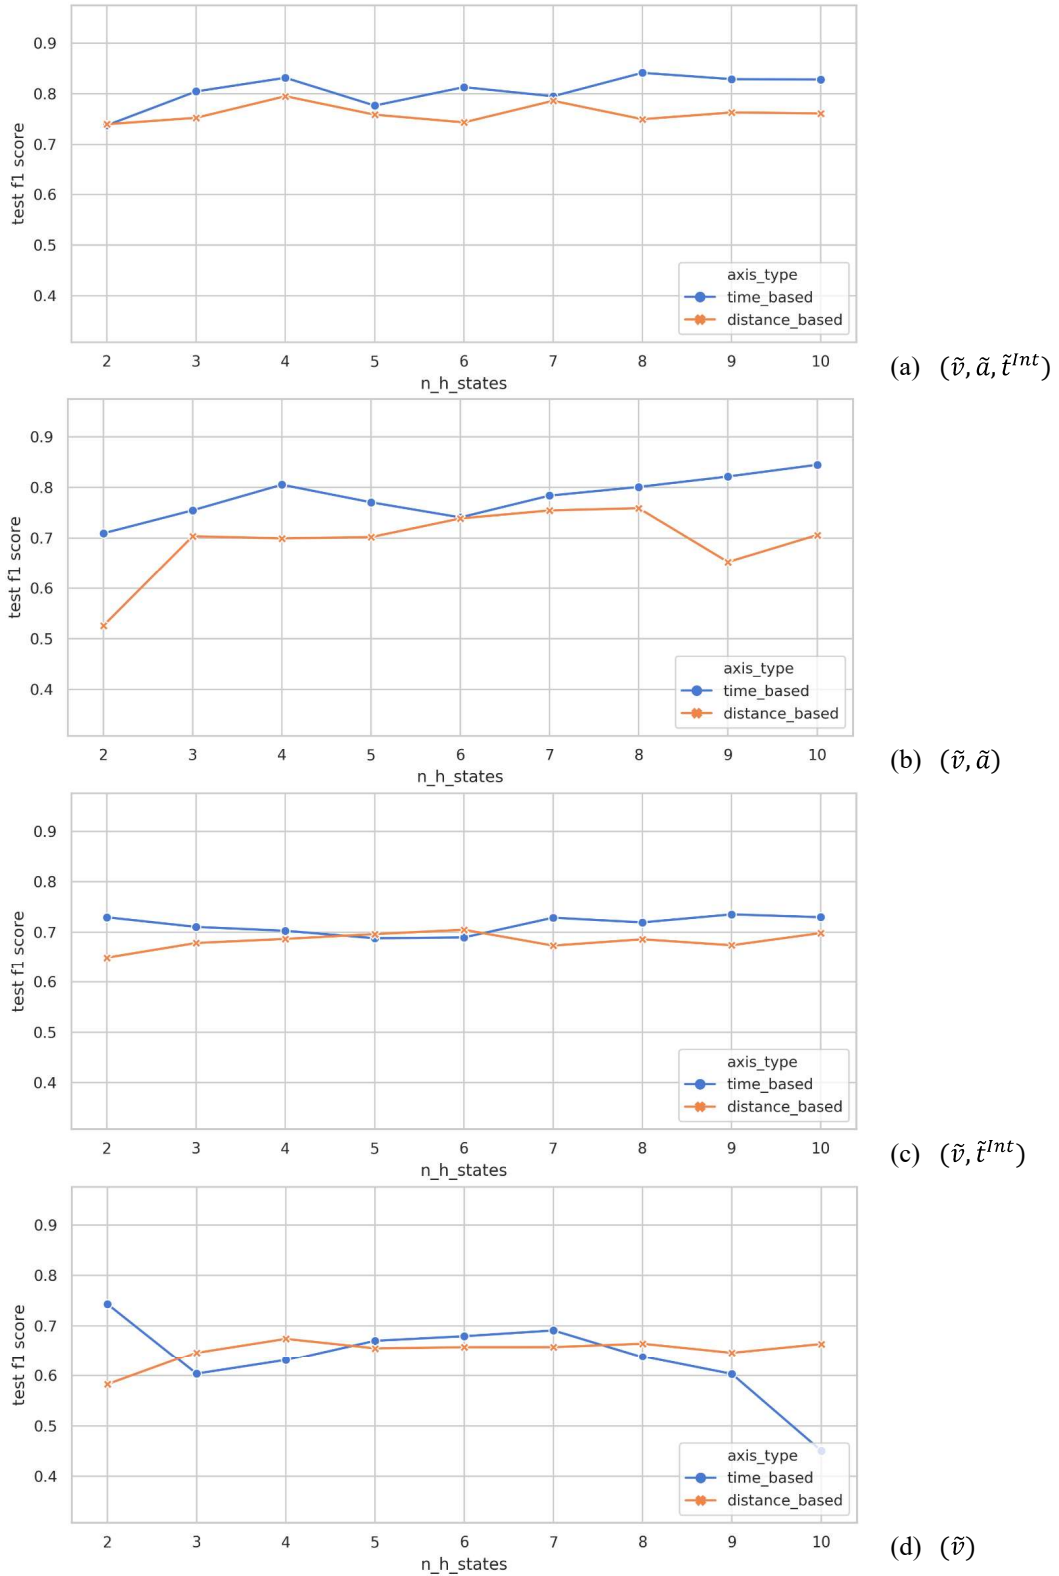 0.9
0.8
0.7
0.6
0.5
0.4
test f1 score
axis_type
time_based
distance_based
2 3 4 5 6 7 8 9 10
n_h_states
(a) (ṽ, ã, t̃^Int)
0.9
0.8
0.7
0.6
0.5
0.4
test f1 score
axis_type
time_based
distance_based
2 3 4 5 6 7 8 9 10
n_h_states
(b) (ṽ, ã)
0.9
0.8
0.7
0.6
0.5
0.4
test f1 score
axis_type
time_based
distance_based
2 3 4 5 6 7 8 9 10
n_h_states
(c) (ṽ, t̃^Int)
0.9
0.8
0.7
0.6
0.5
0.4
test f1 score
axis_type
time_based
distance_based
2 3 4 5 6 7 8 9 10
n_h_states
(d) (ṽ)